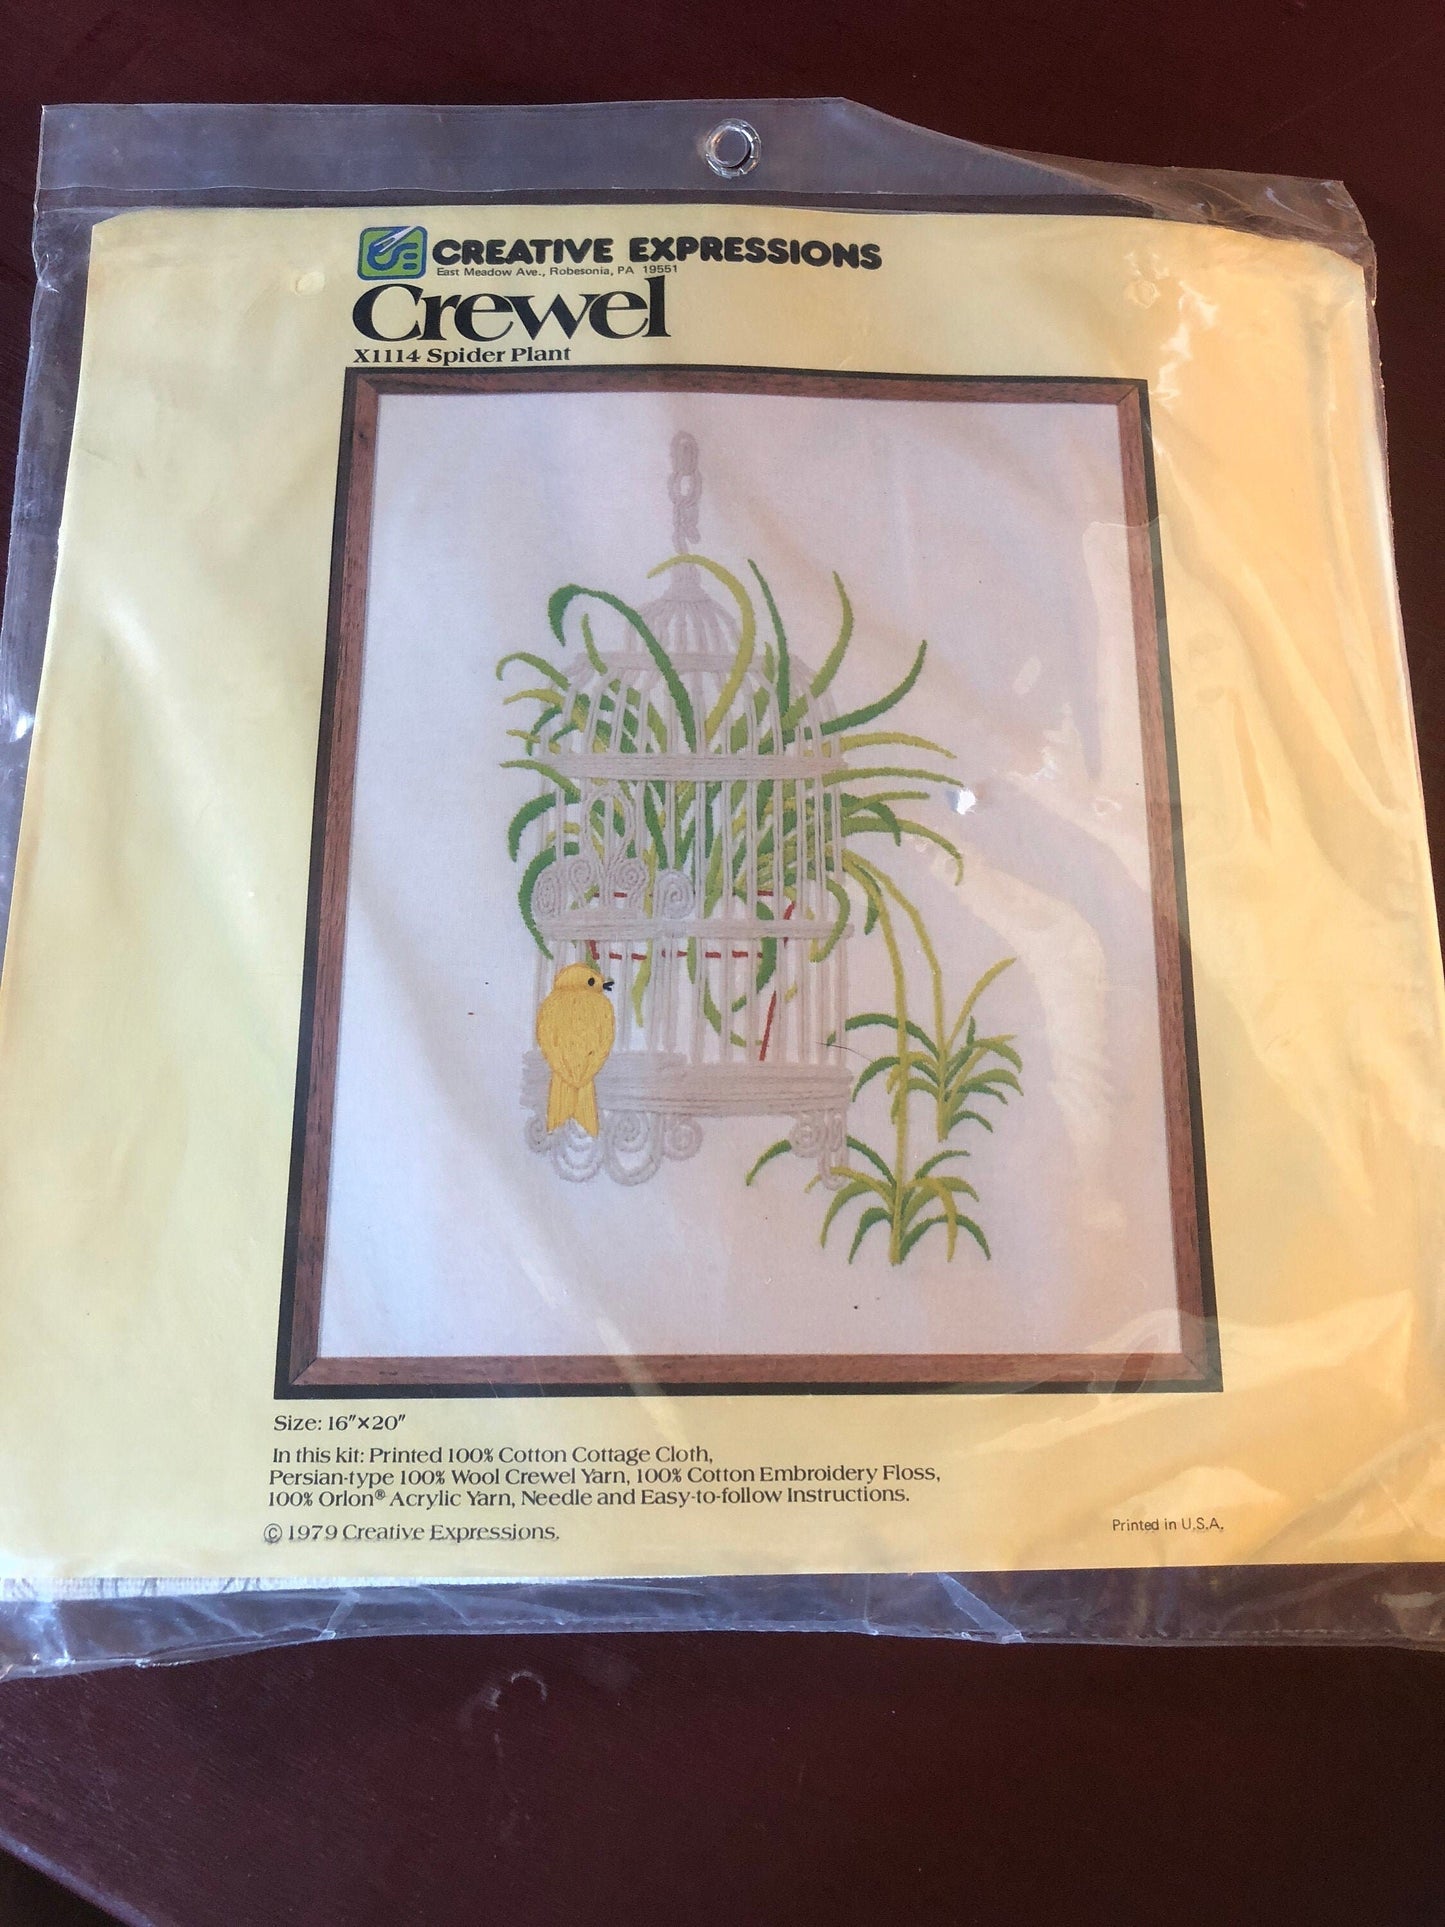 CREATIVE EXPRESSIONS
East Meadow Ave., Robesonia, PA 19551
Crewel
X1114 Spider Plant
Size: 16"×20"
In this kit: Printed 100% Cotton Cottage Cloth,
Persian-type 100% Wool Crewel Yarn, 100% Cotton Embroidery Floss,
100% Orlon® Acrylic Yarn, Needle and Easy-to-follow Instructions.
© 1979 Creative Expressions.
Printed in U.S.A.